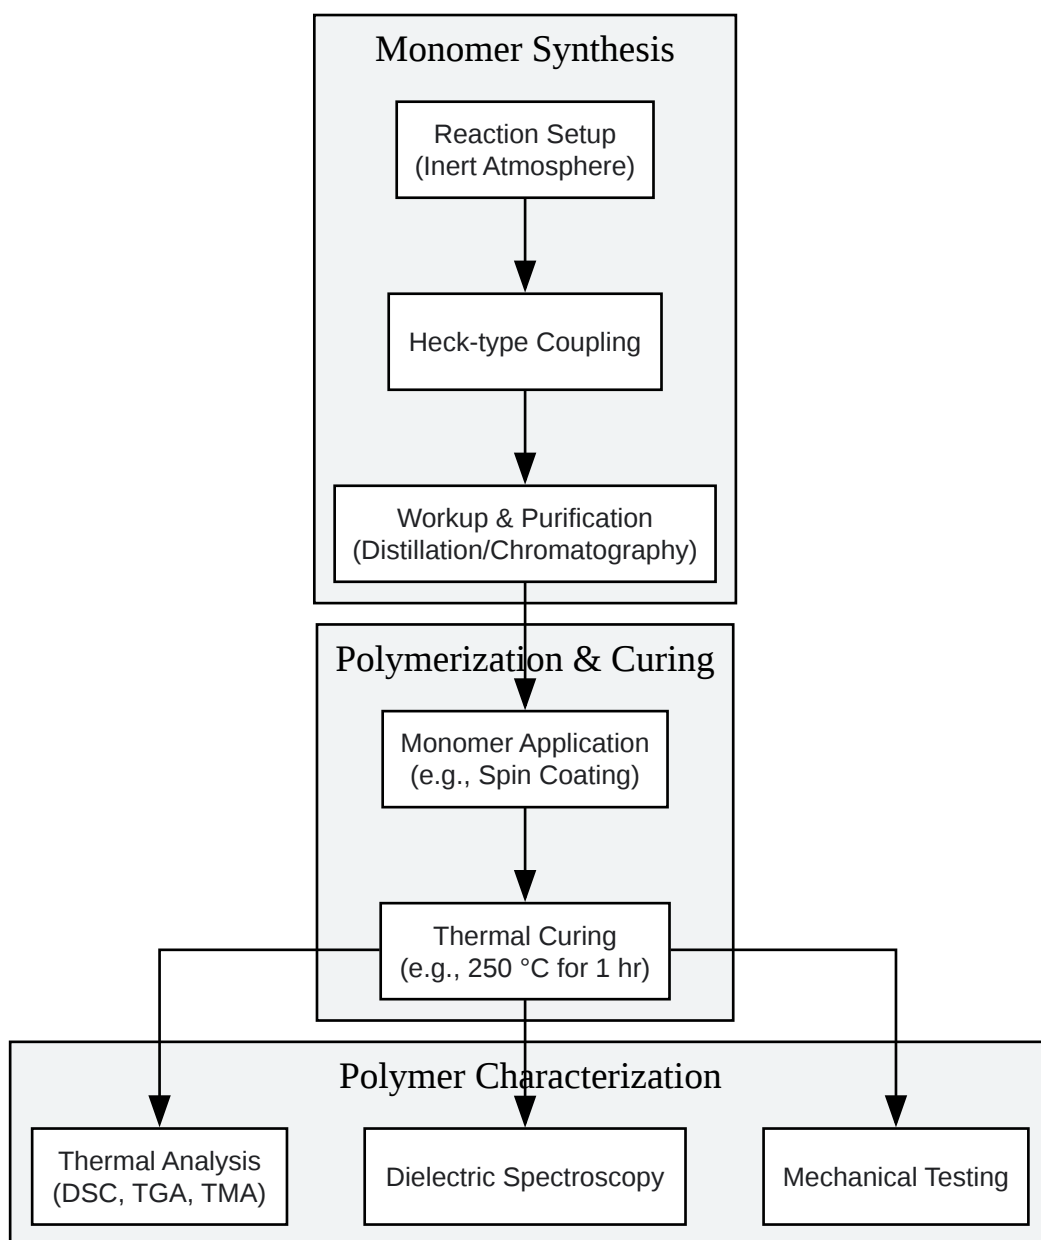 Monomer Synthesis
Reaction Setup
(Inert Atmosphere)
Heck-type Coupling
Workup & Purification
(Distillation/Chromatography)
Polymerization & Curing
Monomer Application
(e.g., Spin Coating)
Thermal Curing
(e.g., 250 °C for 1 hr)
Polymer Characterization
Thermal Analysis
(DSC, TGA, TMA)
Dielectric Spectroscopy
Mechanical Testing